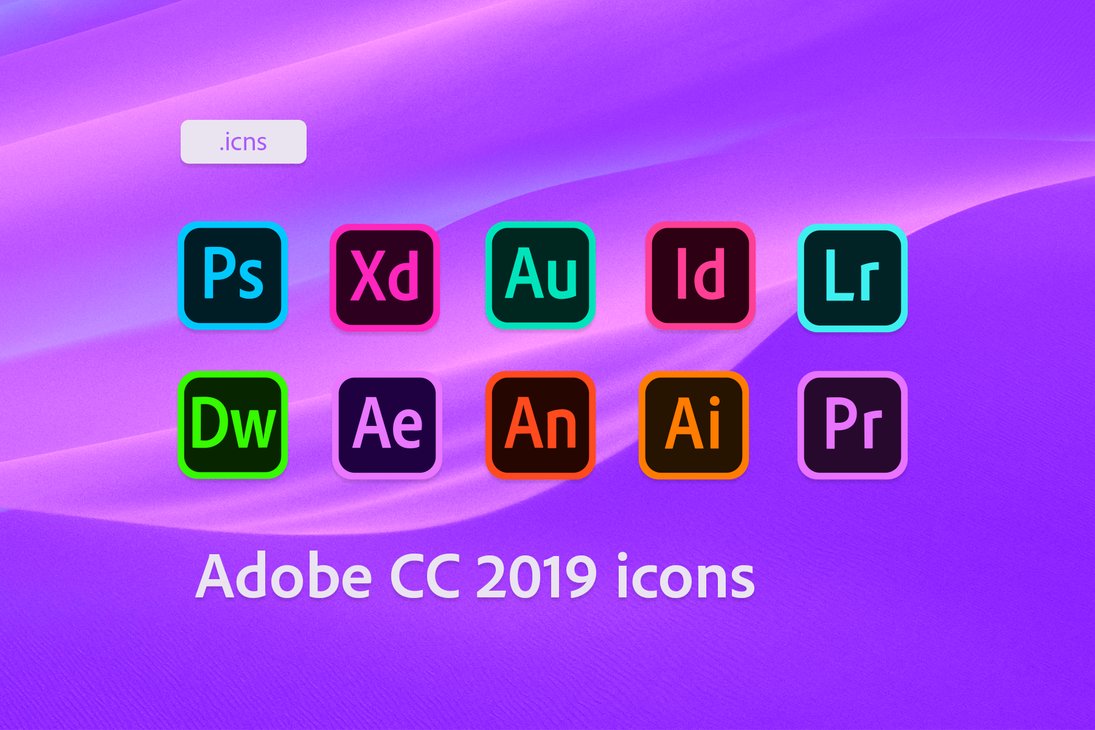 .icns
Ps Xd Au Id Lr
Dw Ae An Ai Pr
Adobe CC 2019 icons